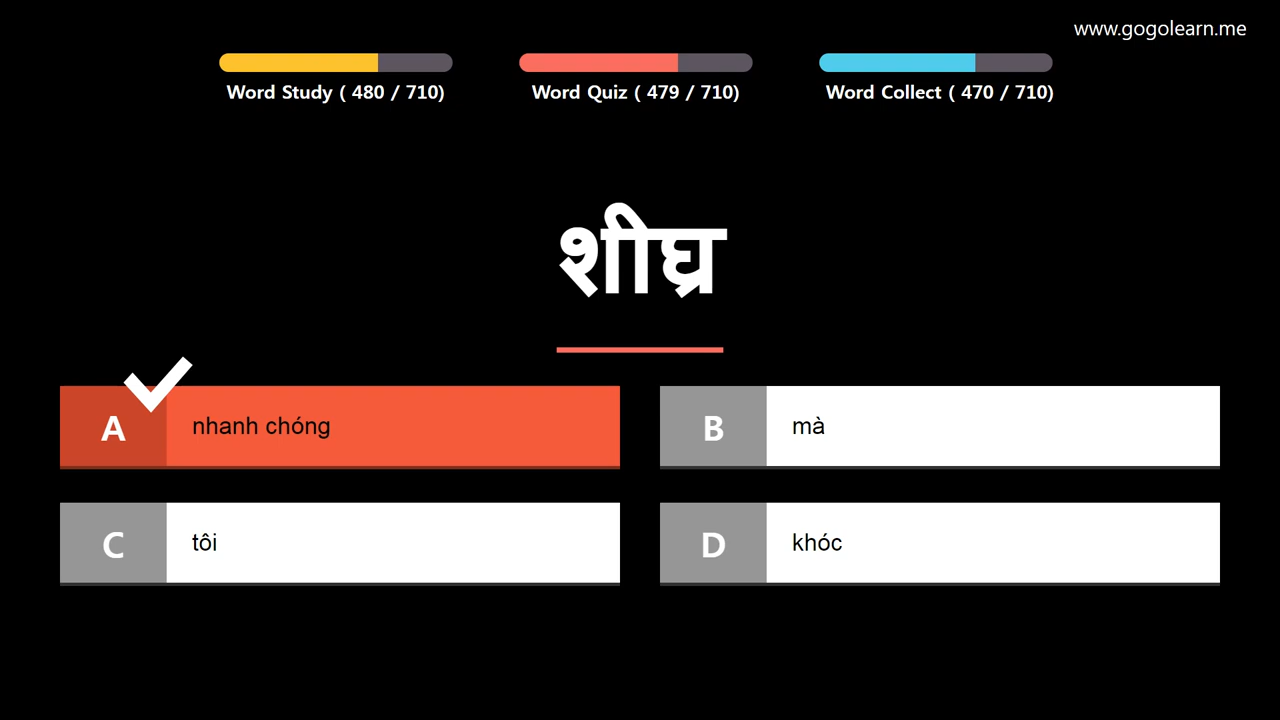 www.gogolearn.me
Word Study ( 480 / 710)
Word Quiz ( 479 / 710)
Word Collect ( 470 / 710)
शीघ्र
A nhanh chóng
B mà
C tôi
D khóc